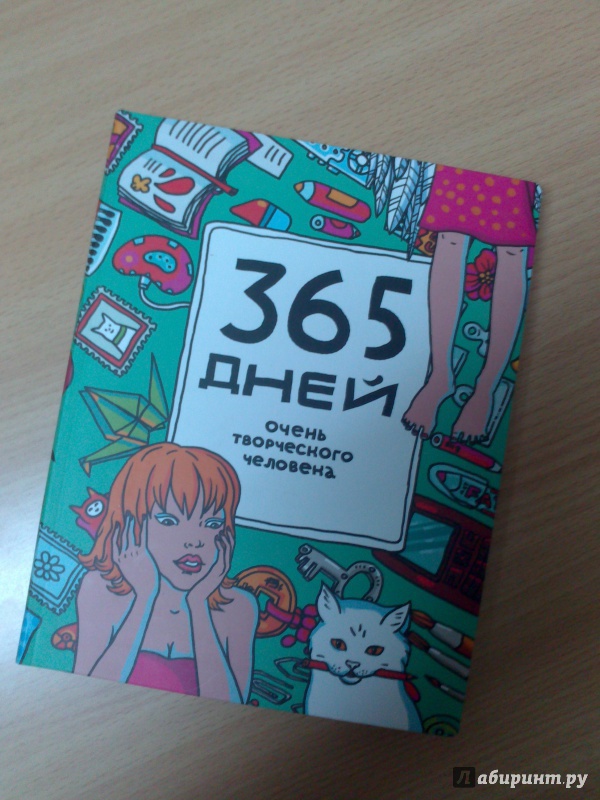 365
ДНЕЙ
очень
творческого
человека
Лабиринт.ру